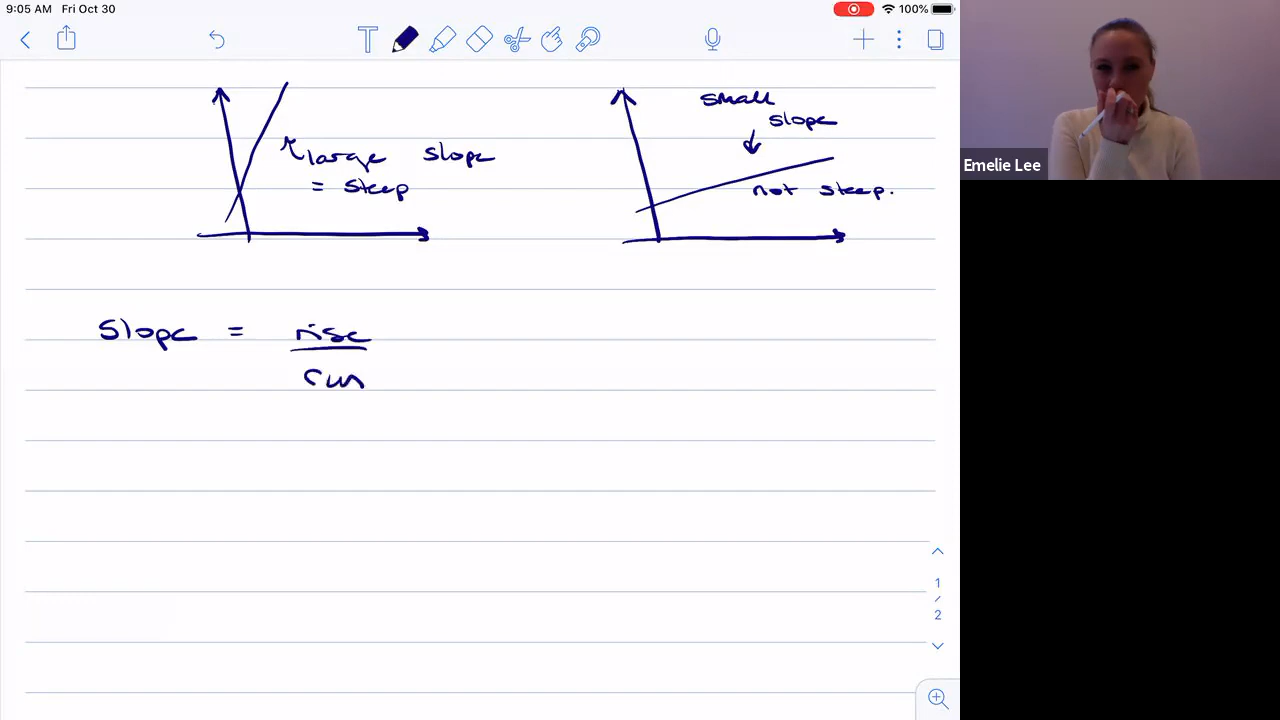 9:05 AM Fri Oct 30
100%
T
small
slope
large slope
= steep
not steep.
Emelie Lee
slope = rise
run
1
/
2